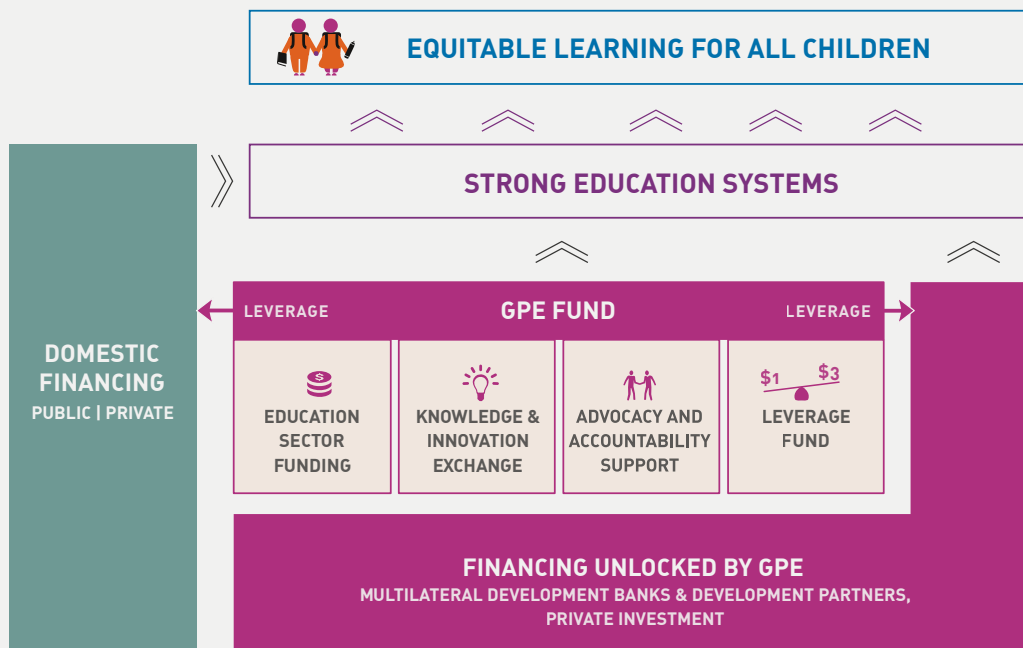 EQUITABLE LEARNING FOR ALL CHILDREN
STRONG EDUCATION SYSTEMS
DOMESTIC
FINANCING
PUBLIC | PRIVATE
LEVERAGE
GPE FUND
LEVERAGE
$
EDUCATION
SECTOR
FUNDING
KNOWLEDGE &
INNOVATION
EXCHANGE
ADVOCACY AND
ACCOUNTABILITY
SUPPORT
$1
$3
LEVERAGE
FUND
FINANCING UNLOCKED BY GPE
MULTILATERAL DEVELOPMENT BANKS & DEVELOPMENT PARTNERS,
PRIVATE INVESTMENT